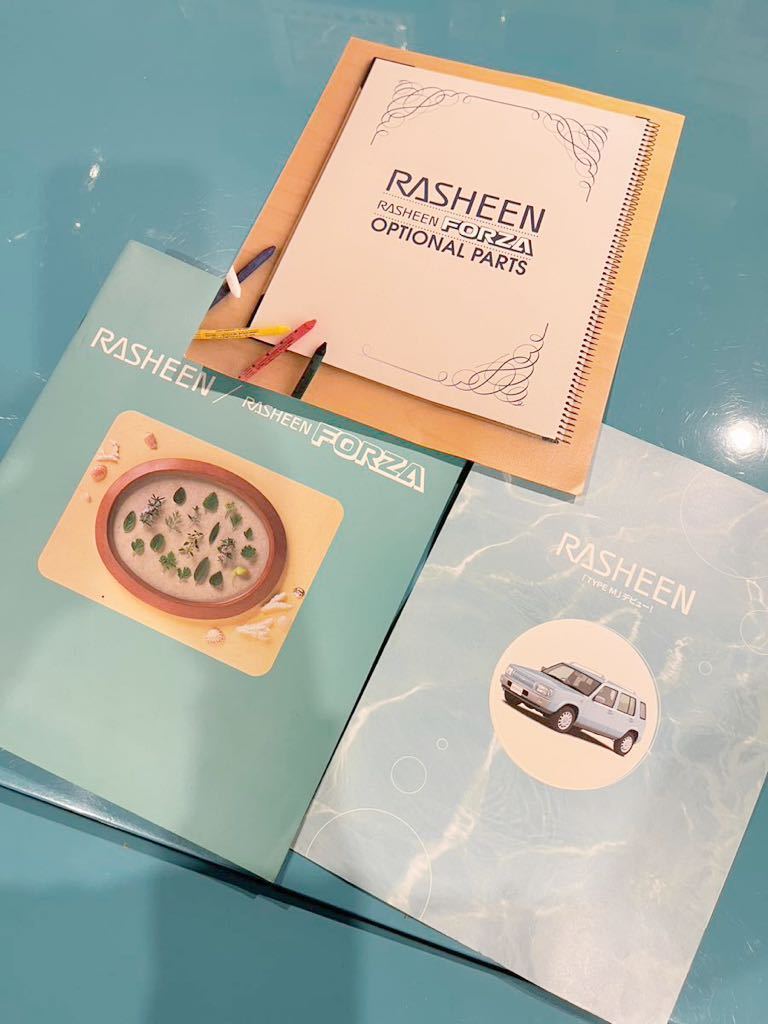 RASHEEN
RASHEEN FORZA
OPTIONAL PARTS
RASHEEN / RASHEEN FORZA
RASHEEN
「TYPE M」デビュー!